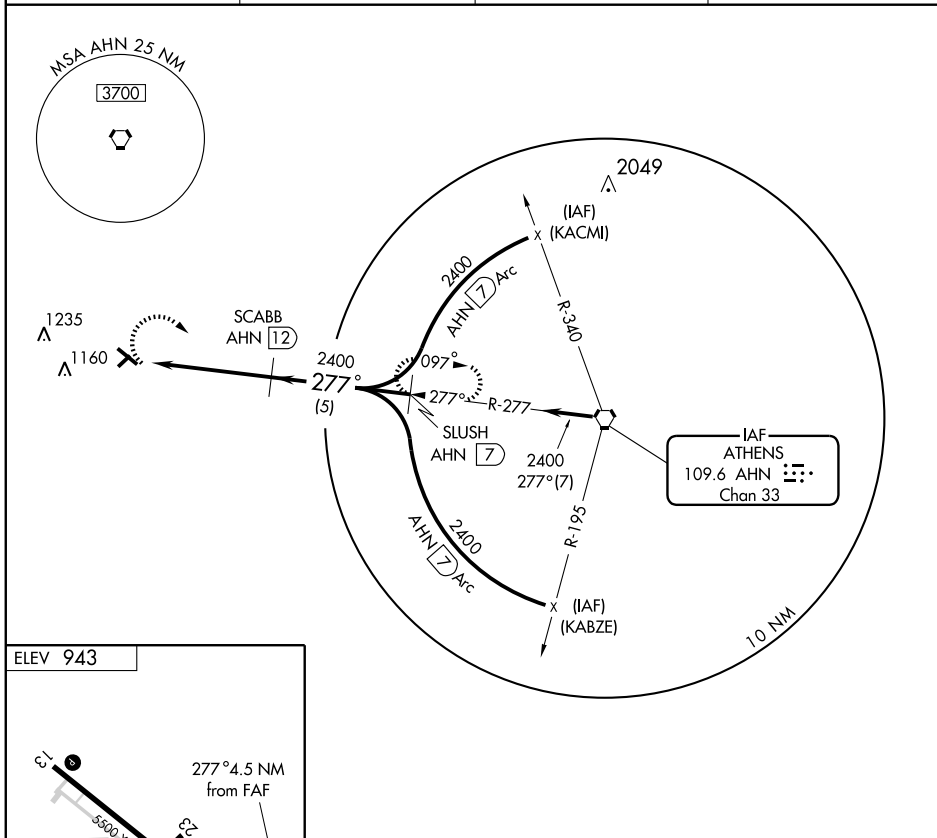 MSA AHN 25 NM
3700
2049
(IAF)
(KACMI)
2400
AHN 7 Arc
R-340
1235
1160
SCABB
AHN 12
2400
277°
(5)
097°
277°
R-277
SLUSH
AHN 7
2400
277°(7)
IAF
ATHENS
109.6 AHN
Chan 33
R-195
2400
AHN 7 Arc
(IAF)
(KABZE)
10 NM
ELEV 943
13
P
277°4.5 NM
from FAF
5500 X
23